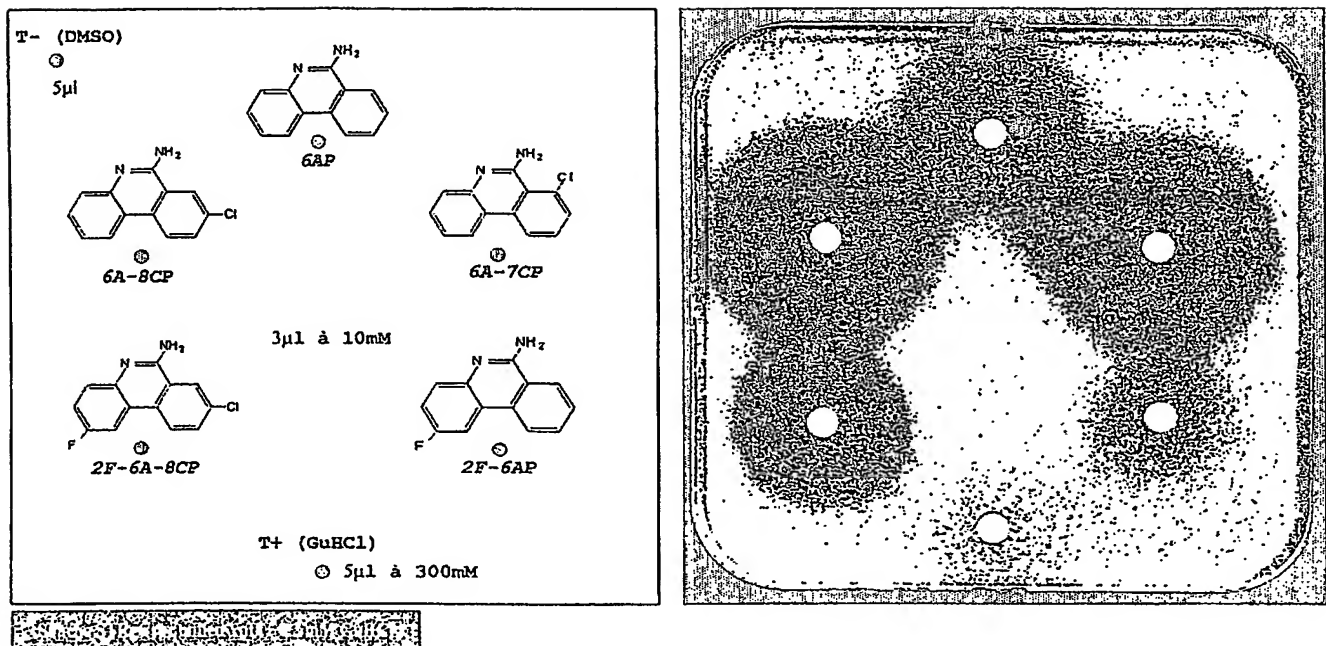 T- (DMSO)
5µl
N NH₂
6AP
N NH₂
Cl
6A-8CP
N NH₂
Cl
6A-7CP
3µl à 10mM
N NH₂
F Cl
2F-6A-8CP
N NH₂
F
2F-6AP
T+ (GuHCl)
5µl à 300mM